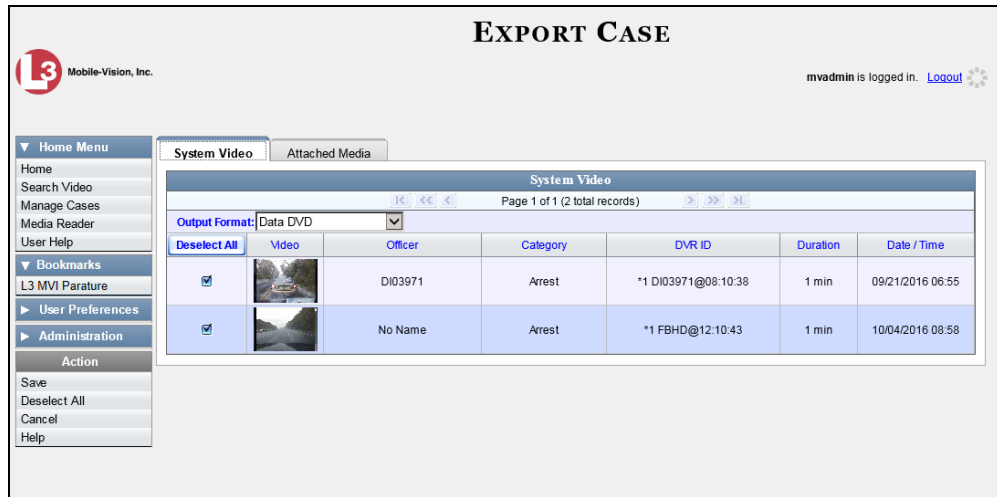 EXPORT CASE
L3 Mobile-Vision, Inc.
mvadmin is logged in. Logout
▼ Home Menu
Home
Search Video
Manage Cases
Media Reader
User Help
▼ Bookmarks
L3 MVI Parature
▶ User Preferences
▶ Administration
Action
Save
Deselect All
Cancel
Help
System Video Attached Media
System Video
|< << < Page 1 of 1 (2 total records) > >> >|
Output Format: Data DVD
Deselect All Video Officer Category DVR ID Duration Date / Time
DI03971 Arrest *1 DI03971@08:10:38 1 min 09/21/2016 06:55
No Name Arrest *1 FBHD@12:10:43 1 min 10/04/2016 08:58